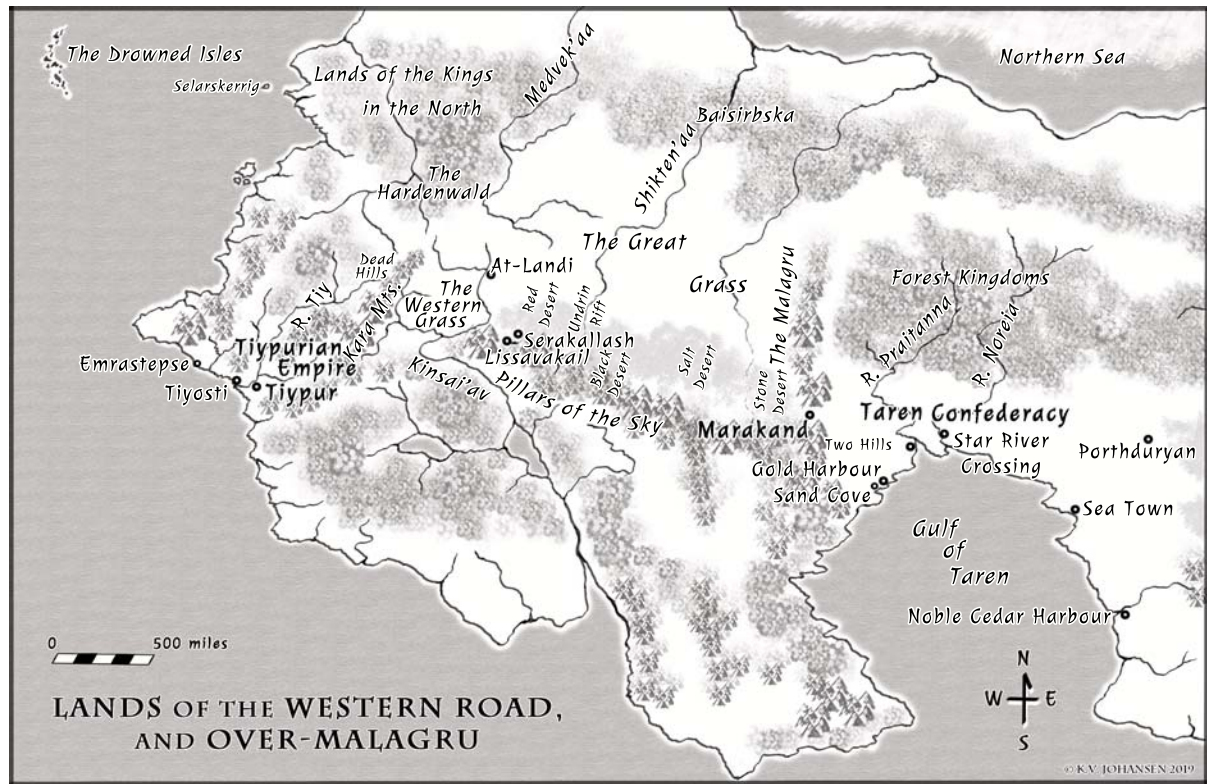 The Drowned Isles
Selarskerrig
Lands of the Kings
in the North
Medvek'aa
Northern Sea
Baisirbska
Shikten'aa
The
Hardenwald
The Great
Grass
Dead
Hills
R. Tiy
Kara Mts.
At-Landi
The
Western
Grass
Red
Desert
Undrin
Rift
Forest Kingdoms
R. Praitanna
R. Noreia
The Malagru
Emrastepse
Tiypurian
Empire
Tiyosti
Tiypur
Serakallash
Lissavakail
Kinsai'av
Pillars of the Sky
Black
Desert
Salt
Desert
Stone
Desert
Marakand
Taren Confederacy
Two Hills
Star River
Crossing
Porthduryan
Gold Harbour
Sand Cove
Sea Town
Gulf
of
Taren
Noble Cedar Harbour
0 500 miles
N
W E
S
LANDS OF THE WESTERN ROAD,
AND OVER-MALAGRU
© K.V. JOHANSEN 2019